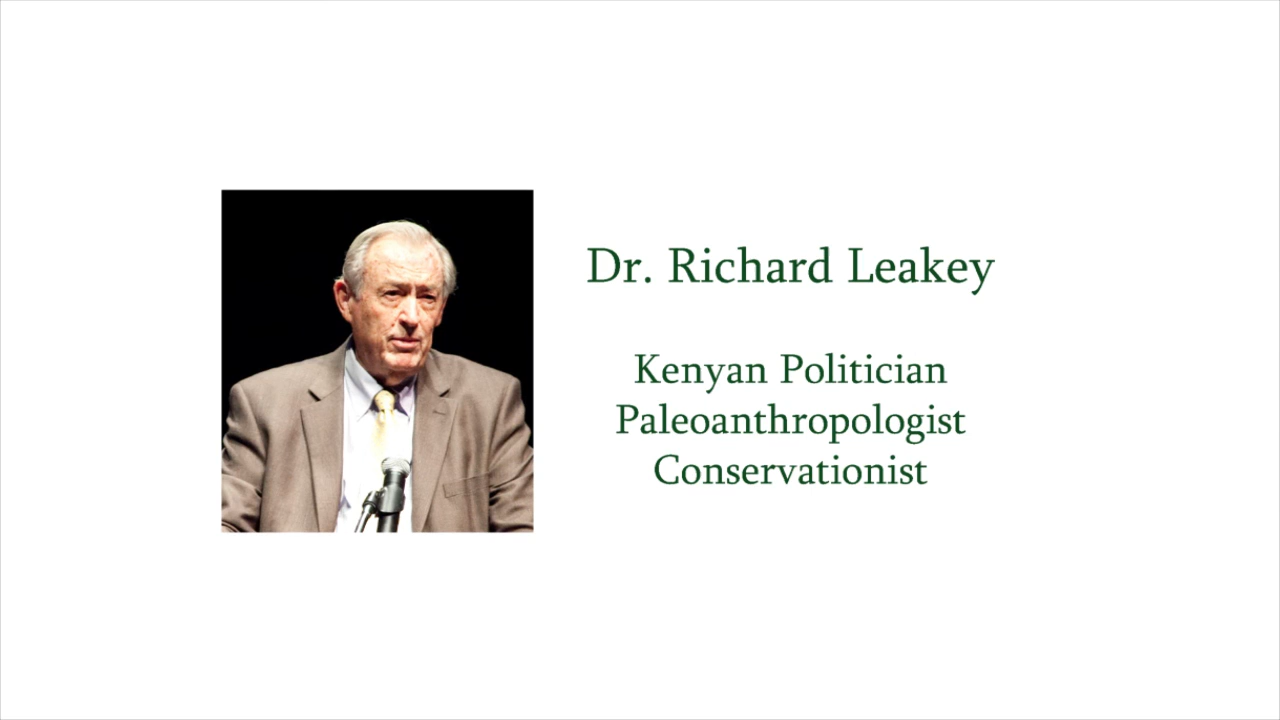 Dr. Richard Leakey
Kenyan Politician
Paleoanthropologist
Conservationist